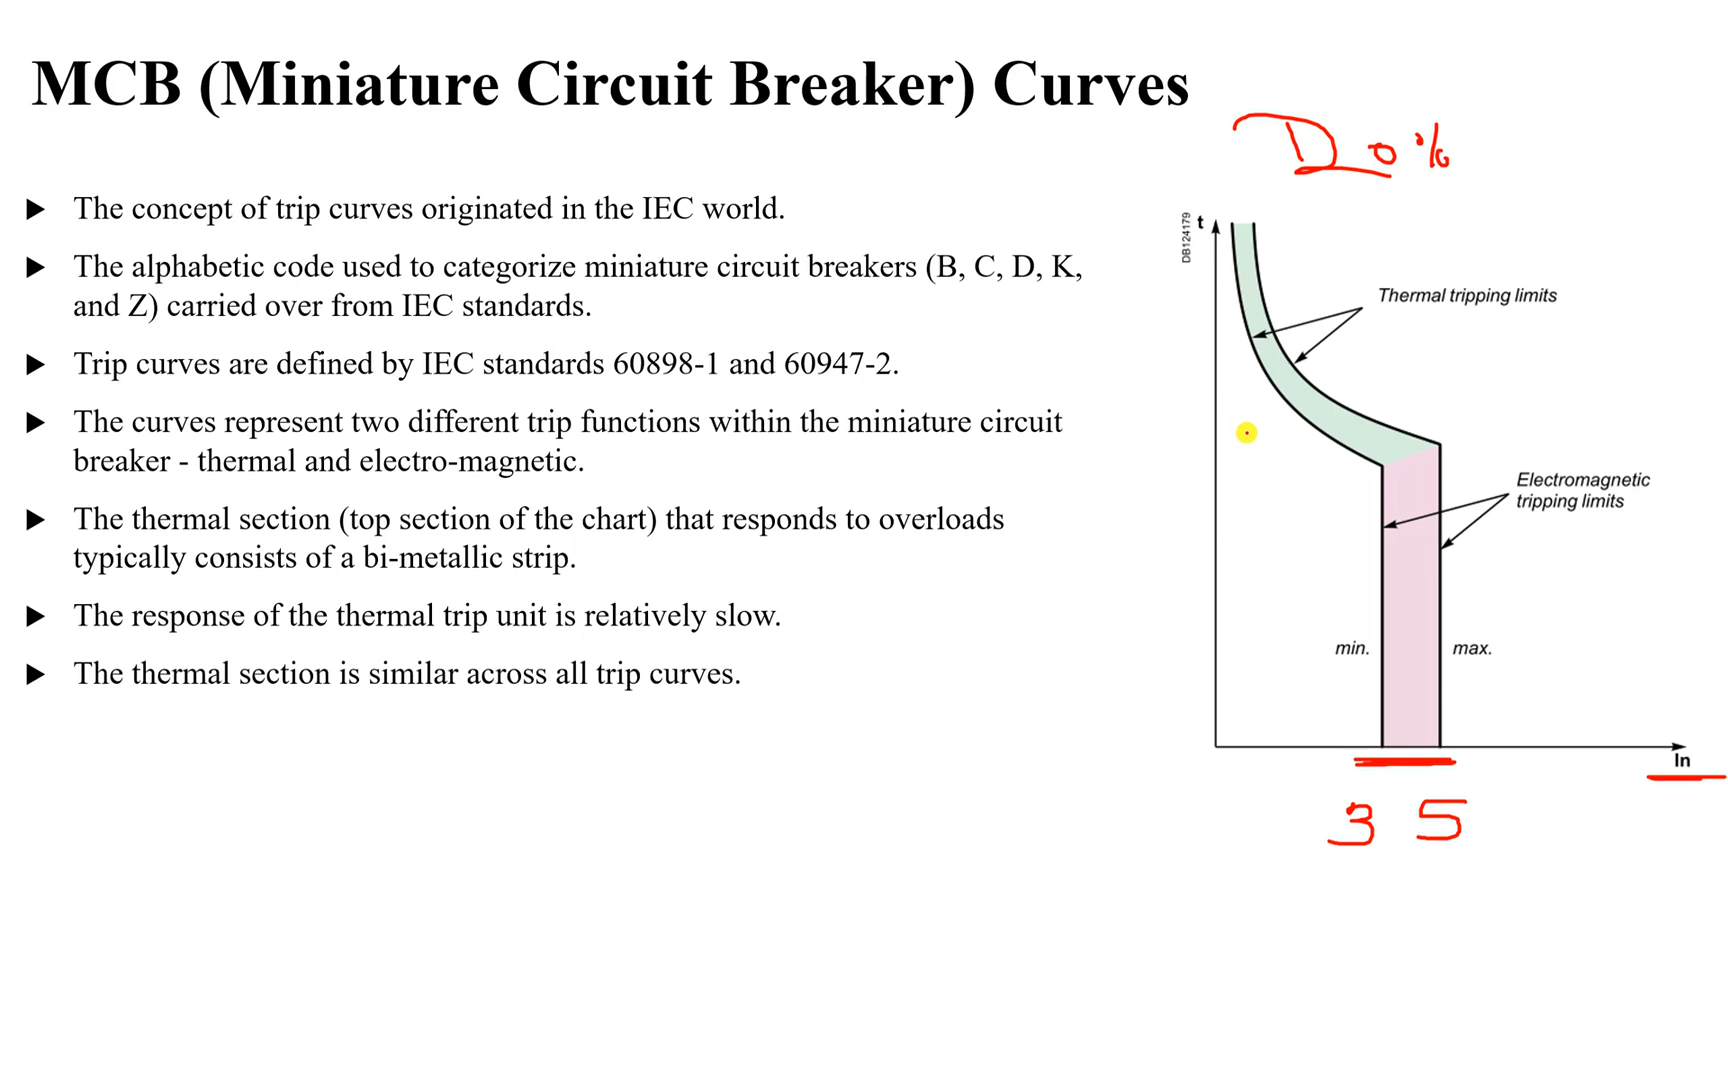 MCB (Miniature Circuit Breaker) Curves
► The concept of trip curves originated in the IEC world.
► The alphabetic code used to categorize miniature circuit breakers (B, C, D, K,
and Z) carried over from IEC standards.
► Trip curves are defined by IEC standards 60898-1 and 60947-2.
► The curves represent two different trip functions within the miniature circuit
breaker - thermal and electro-magnetic.
► The thermal section (top section of the chart) that responds to overloads
typically consists of a bi-metallic strip.
► The response of the thermal trip unit is relatively slow.
► The thermal section is similar across all trip curves.
DB124179
t
Thermal tripping limits
Electromagnetic
tripping limits
min.
max.
In
3 5